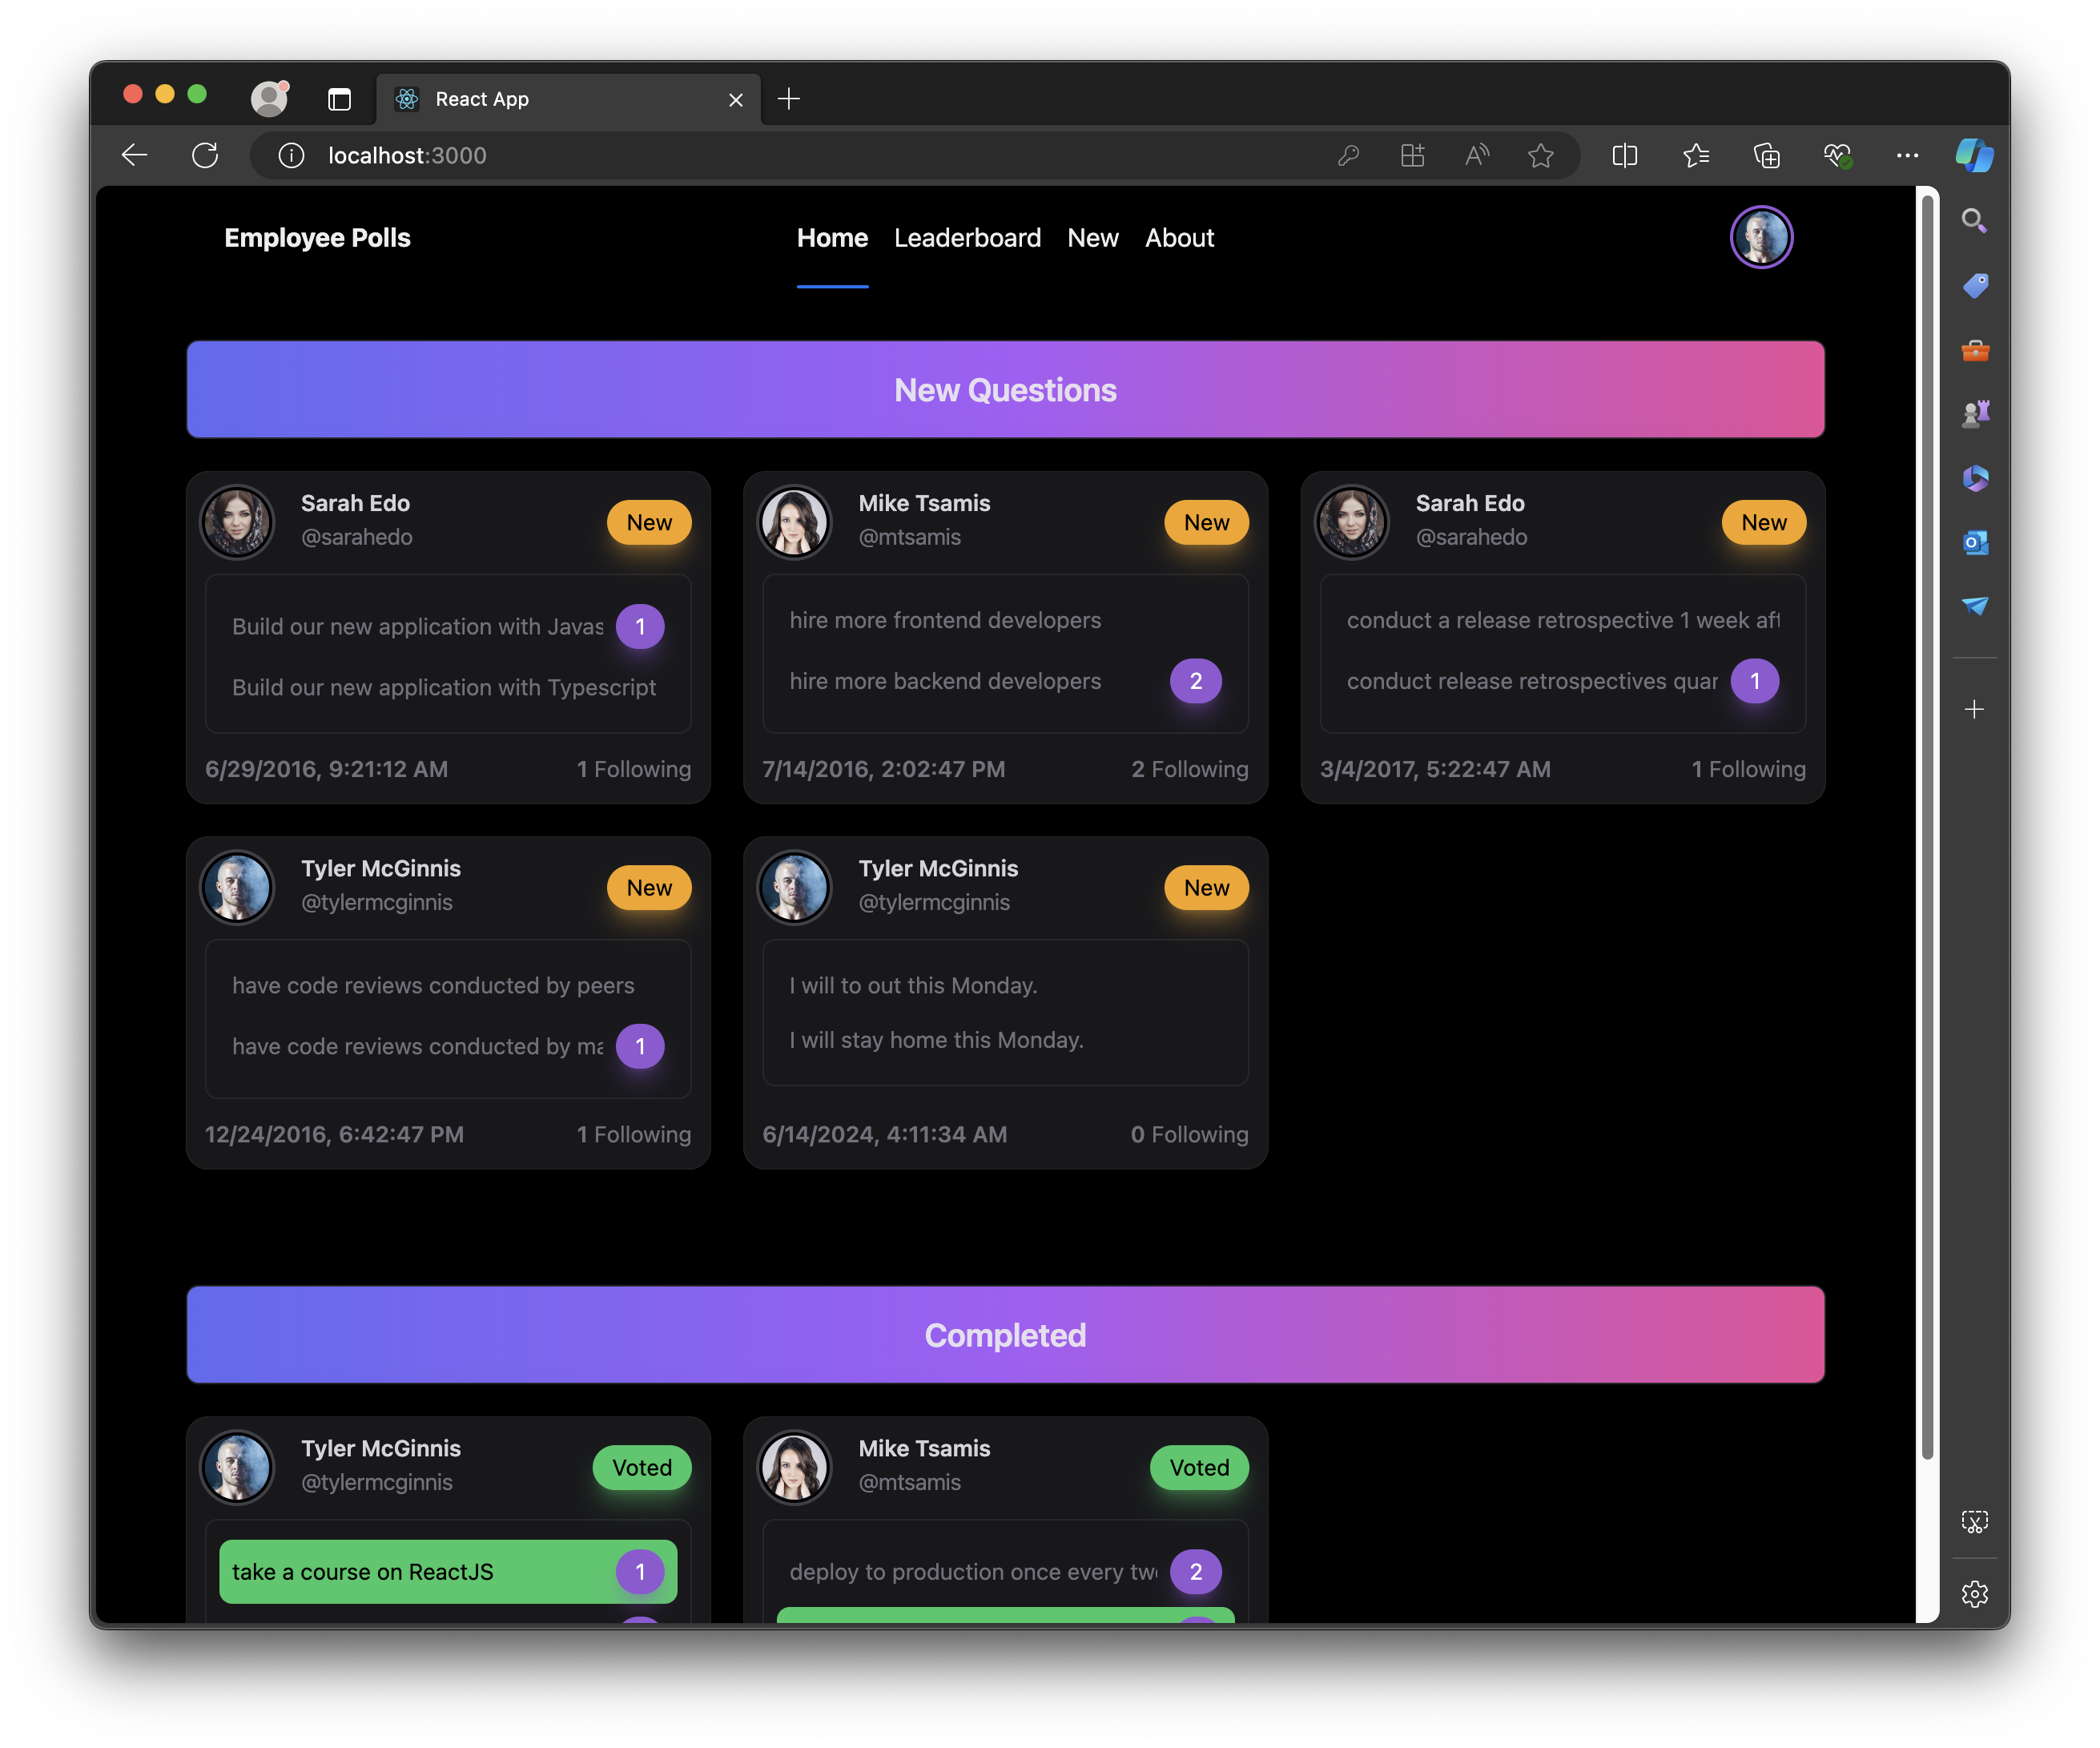 React App
localhost:3000
Employee Polls
Home Leaderboard New About
New Questions
Sarah Edo
@sarahedo
New
Build our new application with Javas
1
Build our new application with Typescript
6/29/2016, 9:21:12 AM
1 Following
Mike Tsamis
@mtsamis
New
hire more frontend developers
hire more backend developers
2
7/14/2016, 2:02:47 PM
2 Following
Sarah Edo
@sarahedo
New
conduct a release retrospective 1 week aft
conduct release retrospectives quar
1
3/4/2017, 5:22:47 AM
1 Following
Tyler McGinnis
@tylermcginnis
New
have code reviews conducted by peers
have code reviews conducted by ma
1
12/24/2016, 6:42:47 PM
1 Following
Tyler McGinnis
@tylermcginnis
New
I will to out this Monday.
I will stay home this Monday.
6/14/2024, 4:11:34 AM
0 Following
Completed
Tyler McGinnis
@tylermcginnis
Voted
take a course on ReactJS
1
Mike Tsamis
@mtsamis
Voted
deploy to production once every two
2